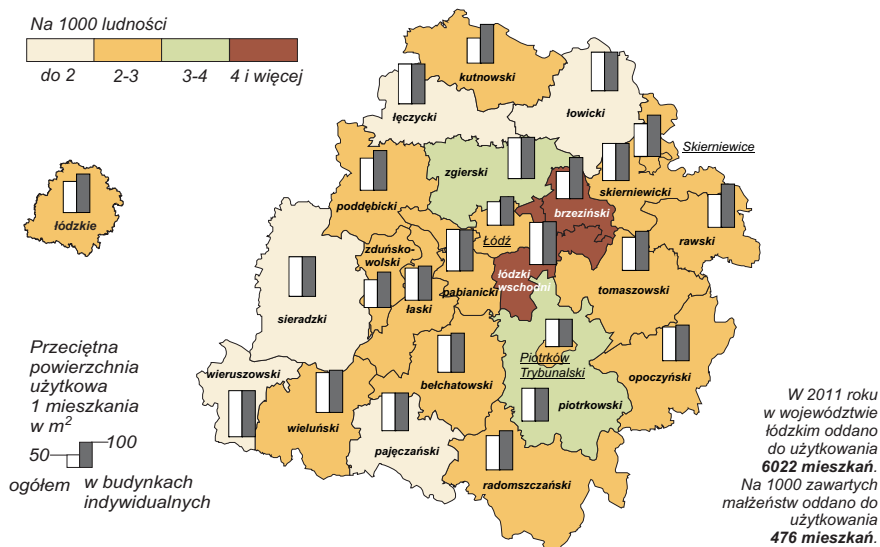 Na 1000 ludności
do 2
2-3
3-4
4 i więcej
kutnowski
łęczycki
łowicki
Skierniewice
zgierski
skierniewicki
poddębicki
brzeziński
łódzkie
Łódź
rawski
zduńsko-
wolski
łódzki
wschodni
pabianicki
łaski
tomaszowski
sieradzki
Przeciętna
powierzchnia
użytkowa
1 mieszkania
w m²
50
100
ogółem
w budynkach
indywidualnych
Piotrków
Trybunalski
wieruszowski
bełchatowski
opoczyński
wieluński
piotrkowski
pajęczański
radomszczański
W 2011 roku
w województwie
łódzkim oddano
do użytkowania
6022 mieszkań.
Na 1000 zawartych
małżeństw oddano do
użytkowania
476 mieszkań.